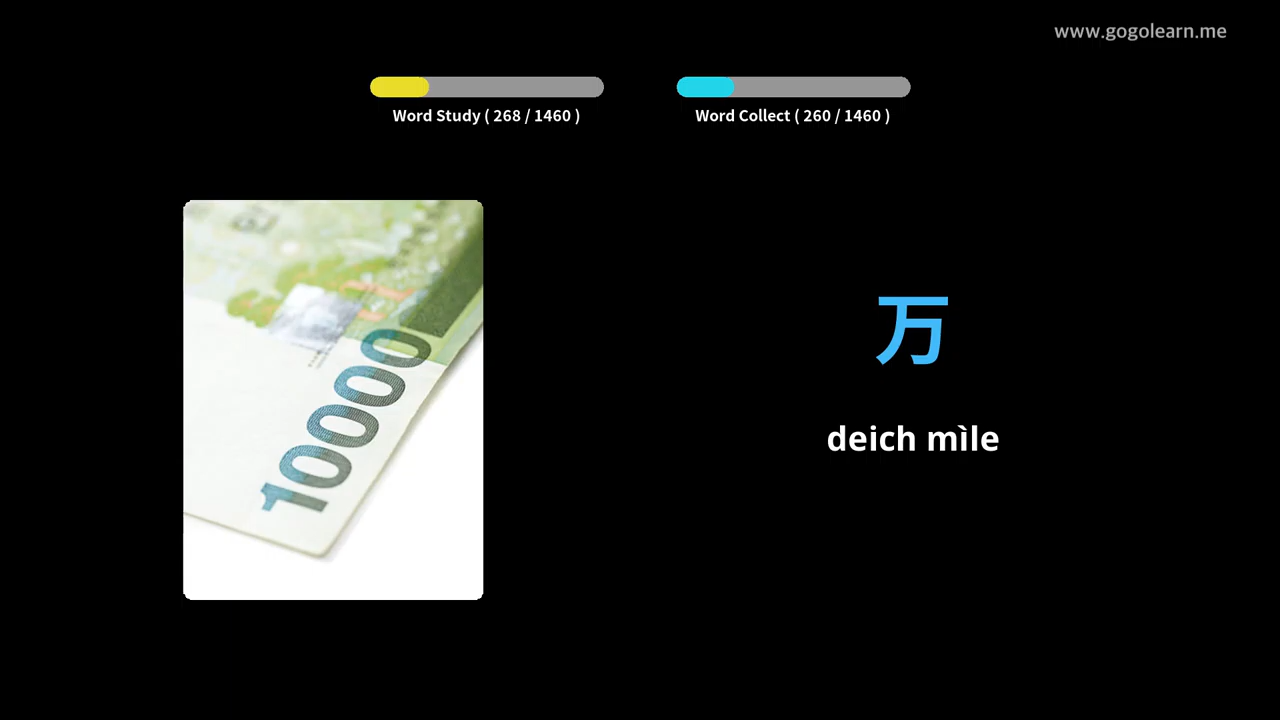 www.gogolearn.me
Word Study ( 268 / 1460 )
Word Collect ( 260 / 1460 )
10000
万
deich mìle